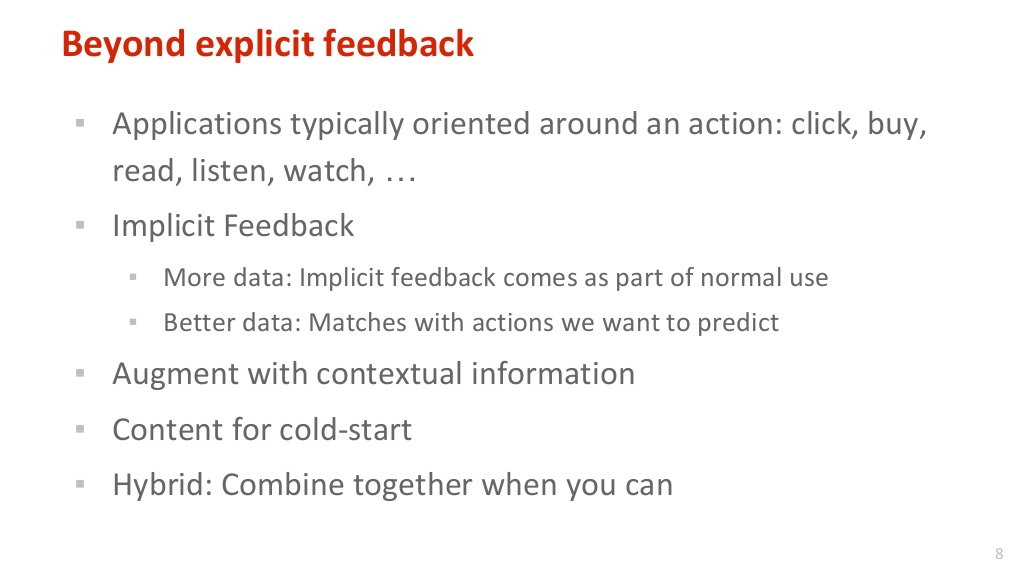 Beyond explicit feedback
▪ Applications typically oriented around an action: click, buy,
read, listen, watch, …
▪ Implicit Feedback
▪ More data: Implicit feedback comes as part of normal use
▪ Better data: Matches with actions we want to predict
▪ Augment with contextual information
▪ Content for cold-start
▪ Hybrid: Combine together when you can
8